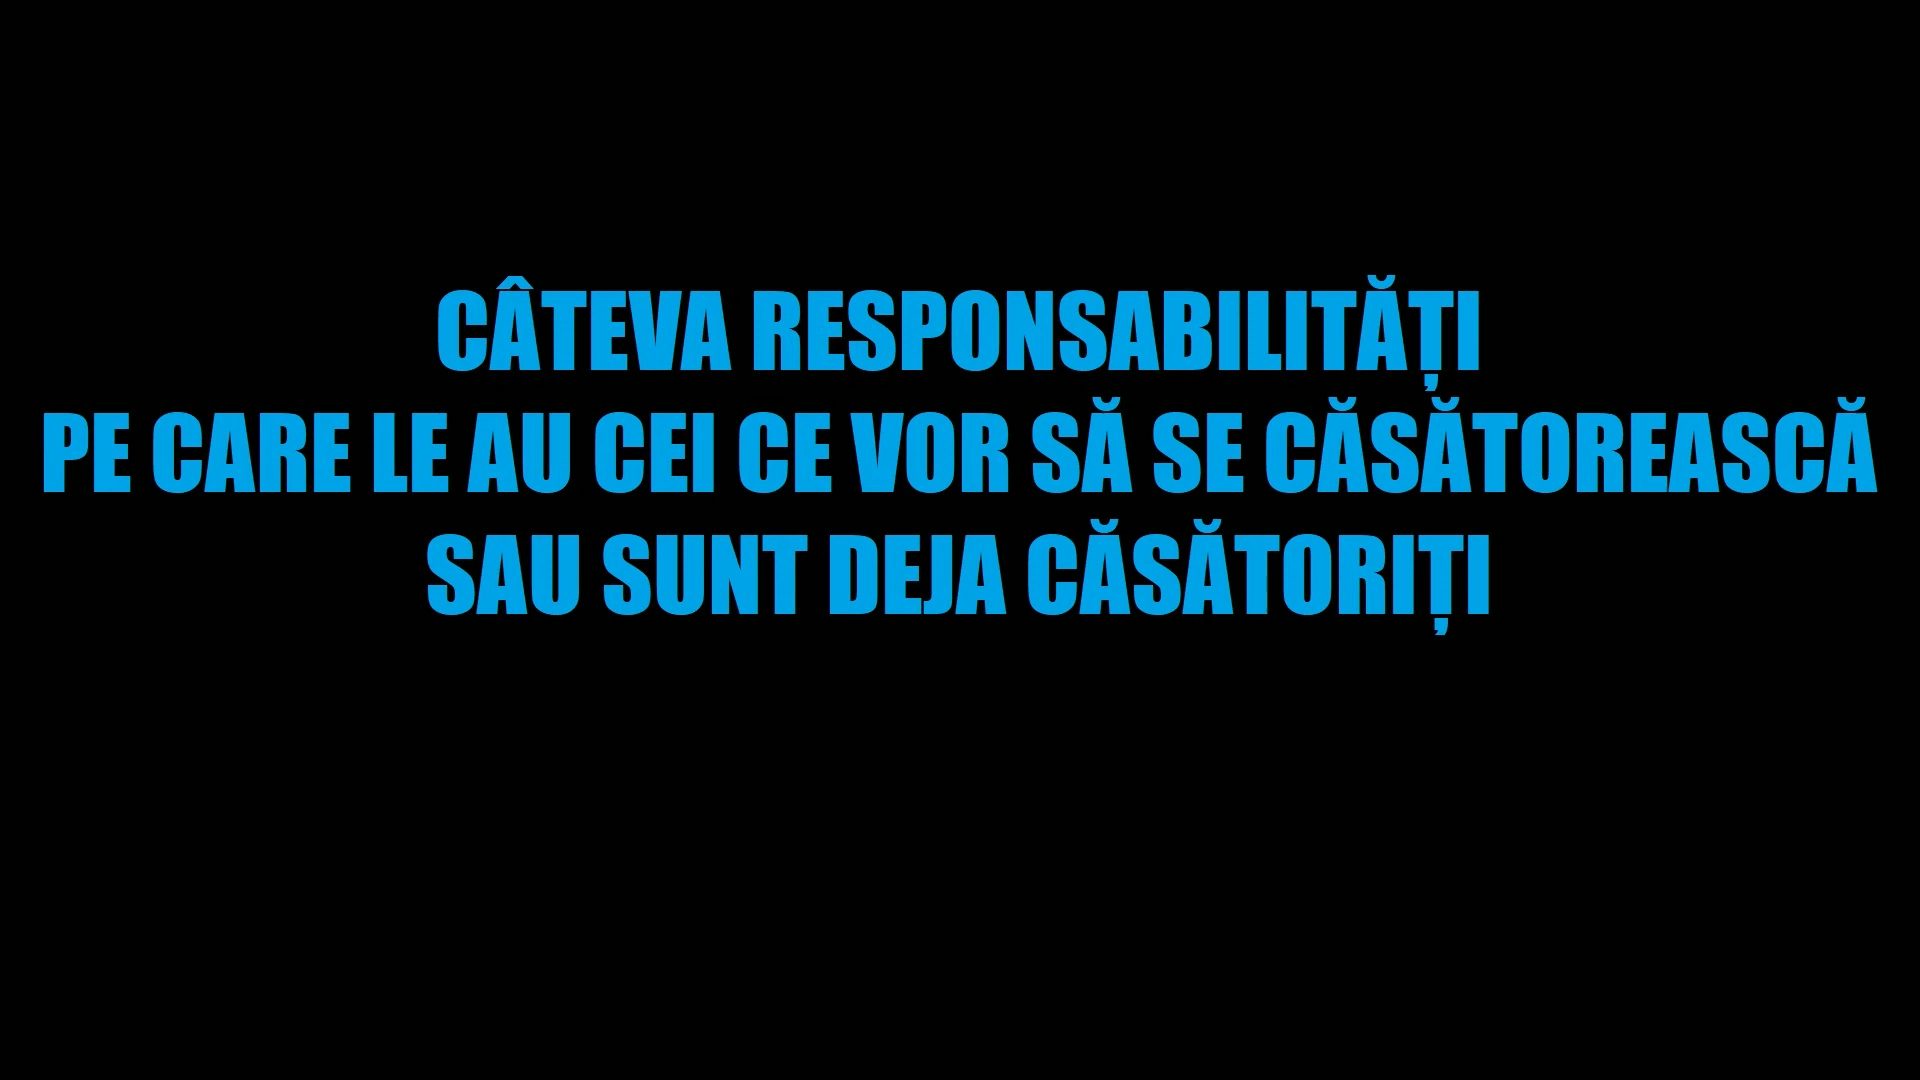 CÂTEVA RESPONSABILITĂȚI
PE CARE LE AU CEI CE VOR SĂ SE CĂSĂTOREASCĂ
SAU SUNT DEJA CĂSĂTORIȚI